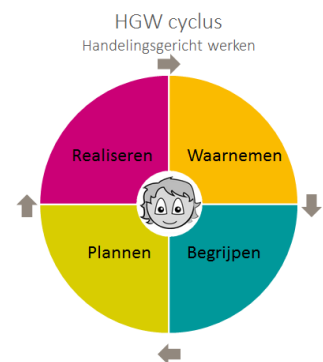 HGW cyclus
Handelingsgericht werken
Realiseren
Waarnemen
Plannen
Begrijpen